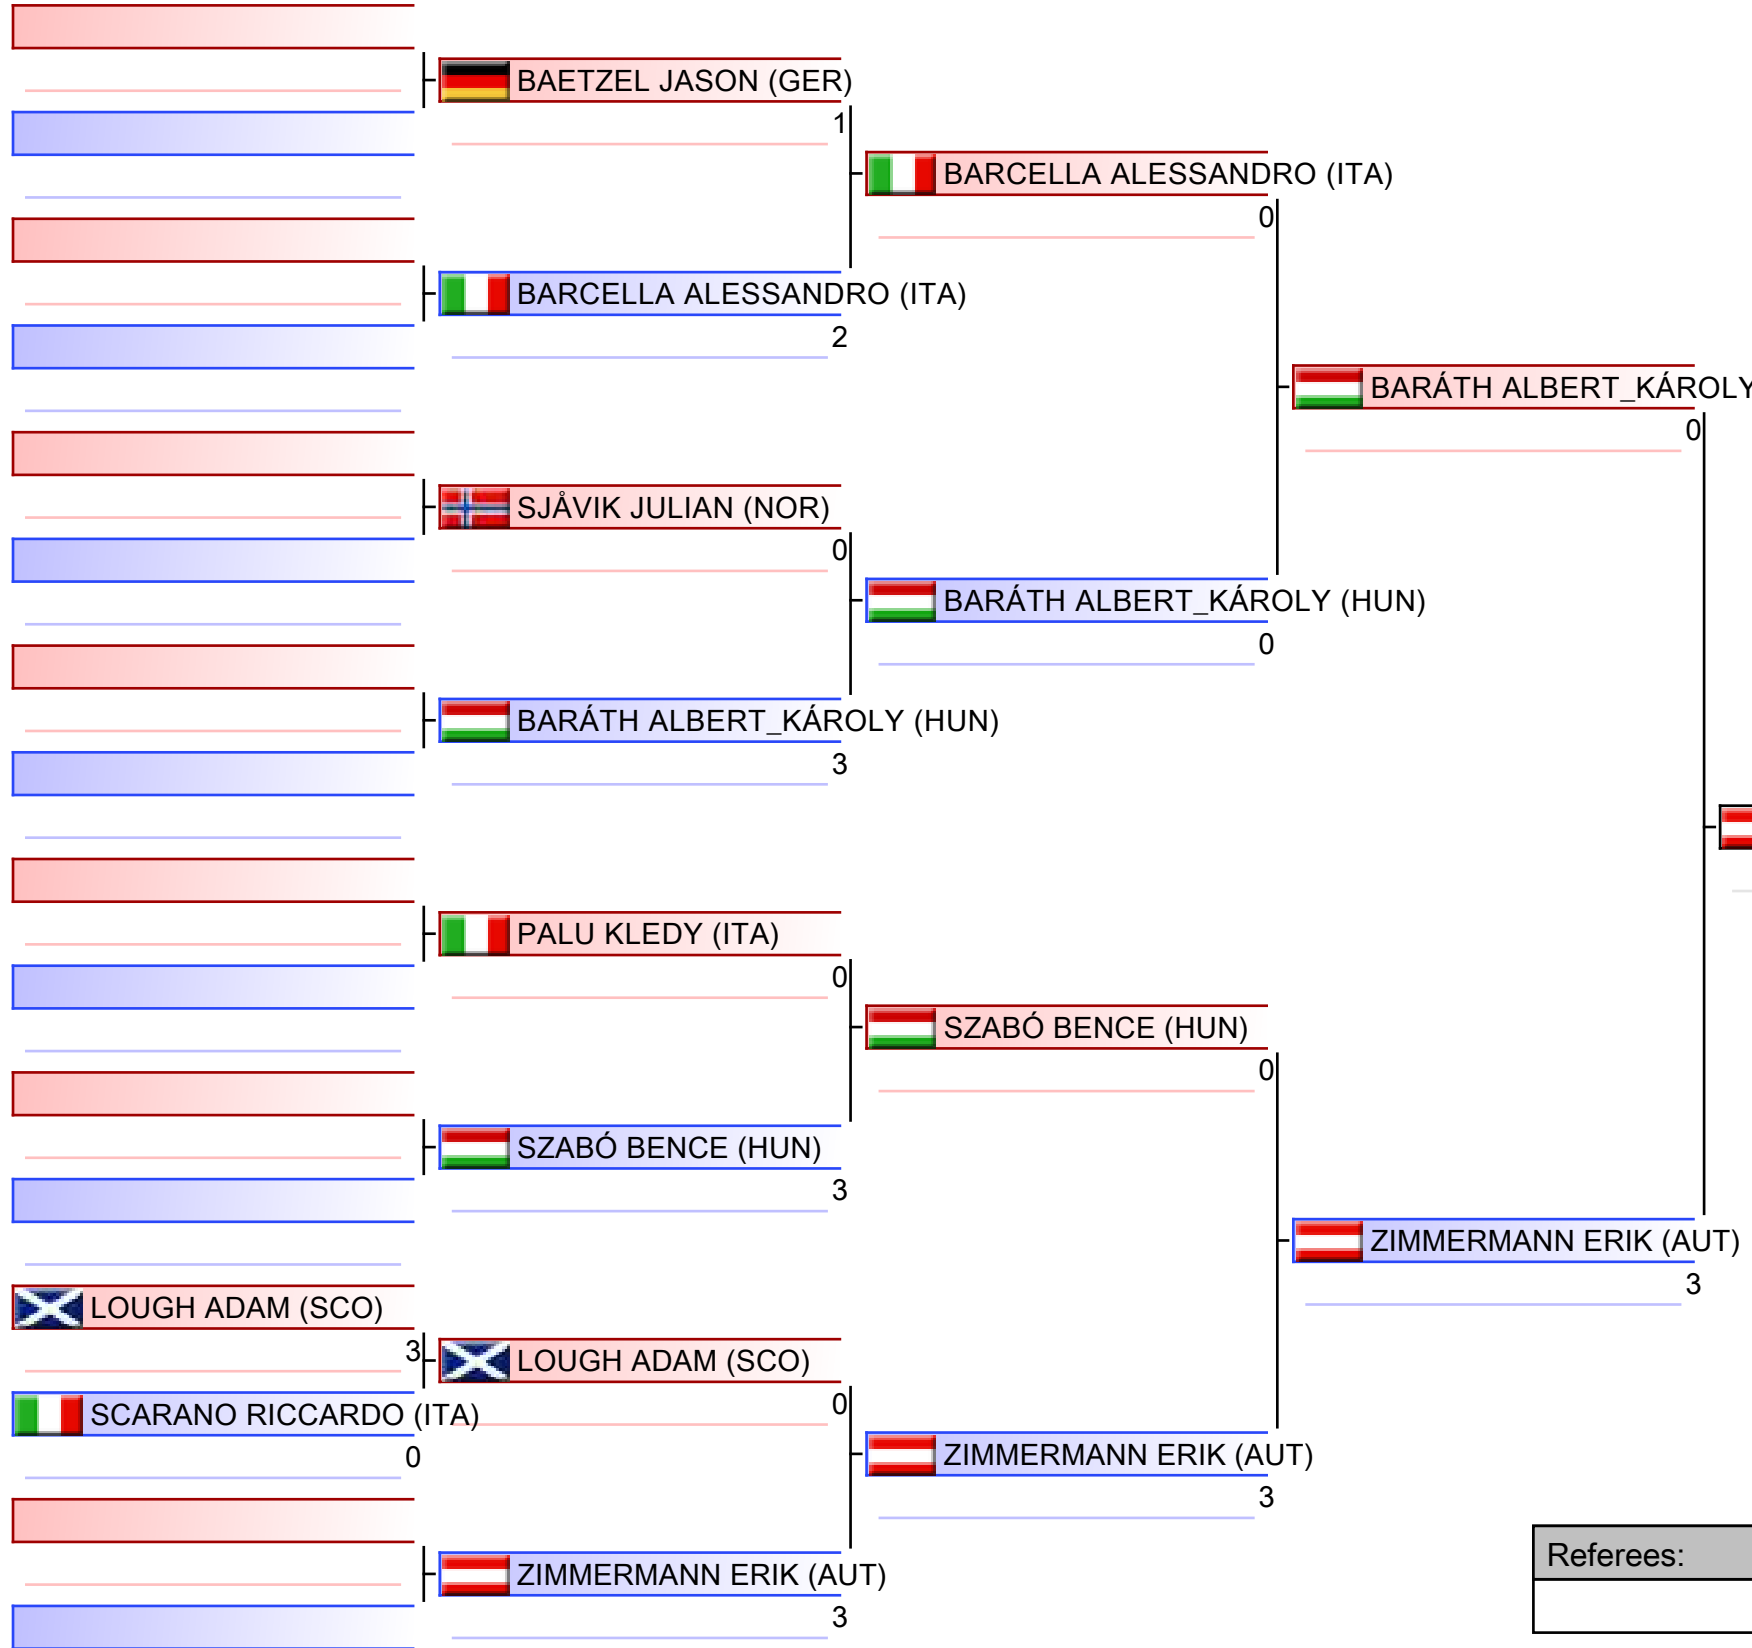 BAETZEL JASON (GER)
1
BARCELLA ALESSANDRO (ITA)
0
BARCELLA ALESSANDRO (ITA)
2
BARÁTH ALBERT_KÁROLY
0
SJÅVIK JULIAN (NOR)
0
BARÁTH ALBERT_KÁROLY (HUN)
0
BARÁTH ALBERT_KÁROLY (HUN)
3
PALU KLEDY (ITA)
0
SZABÓ BENCE (HUN)
0
SZABÓ BENCE (HUN)
3
ZIMMERMANN ERIK (AUT)
3
LOUGH ADAM (SCO)
3
LOUGH ADAM (SCO)
0
SCARANO RICCARDO (ITA)
0
ZIMMERMANN ERIK (AUT)
3
ZIMMERMANN ERIK (AUT)
3
Referees: